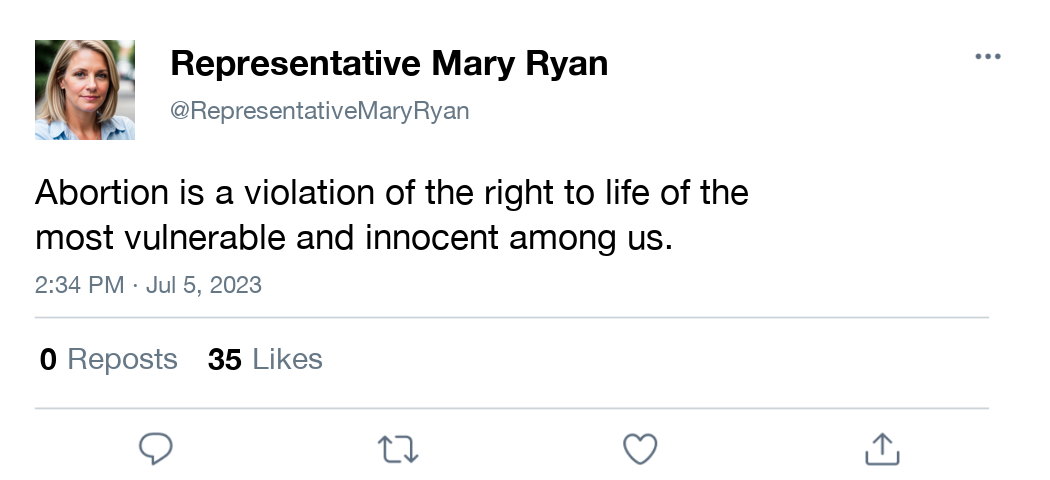 Representative Mary Ryan
@RepresentativeMaryRyan
Abortion is a violation of the right to life of the
most vulnerable and innocent among us.
2:34 PM · Jul 5, 2023
0 Reposts 35 Likes